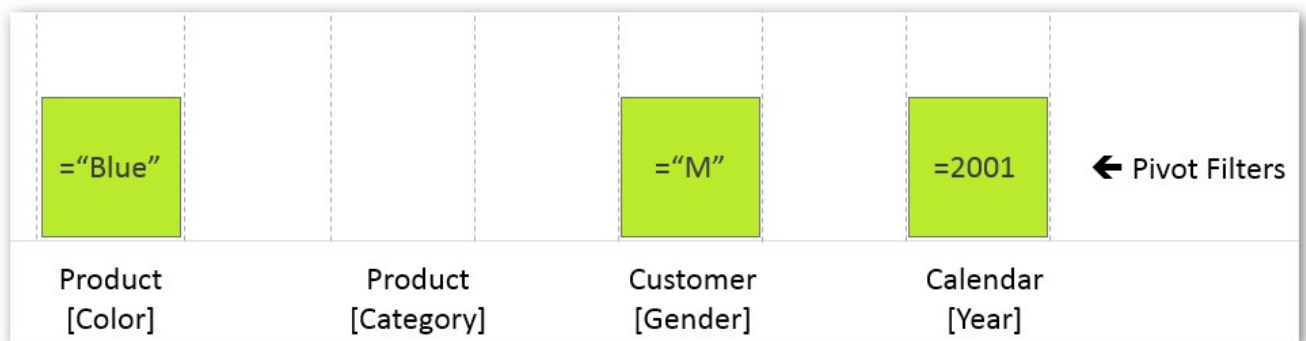 =“Blue”
=“M”
=2001
🡰 Pivot Filters
Product
[Color]
Product
[Category]
Customer
[Gender]
Calendar
[Year]